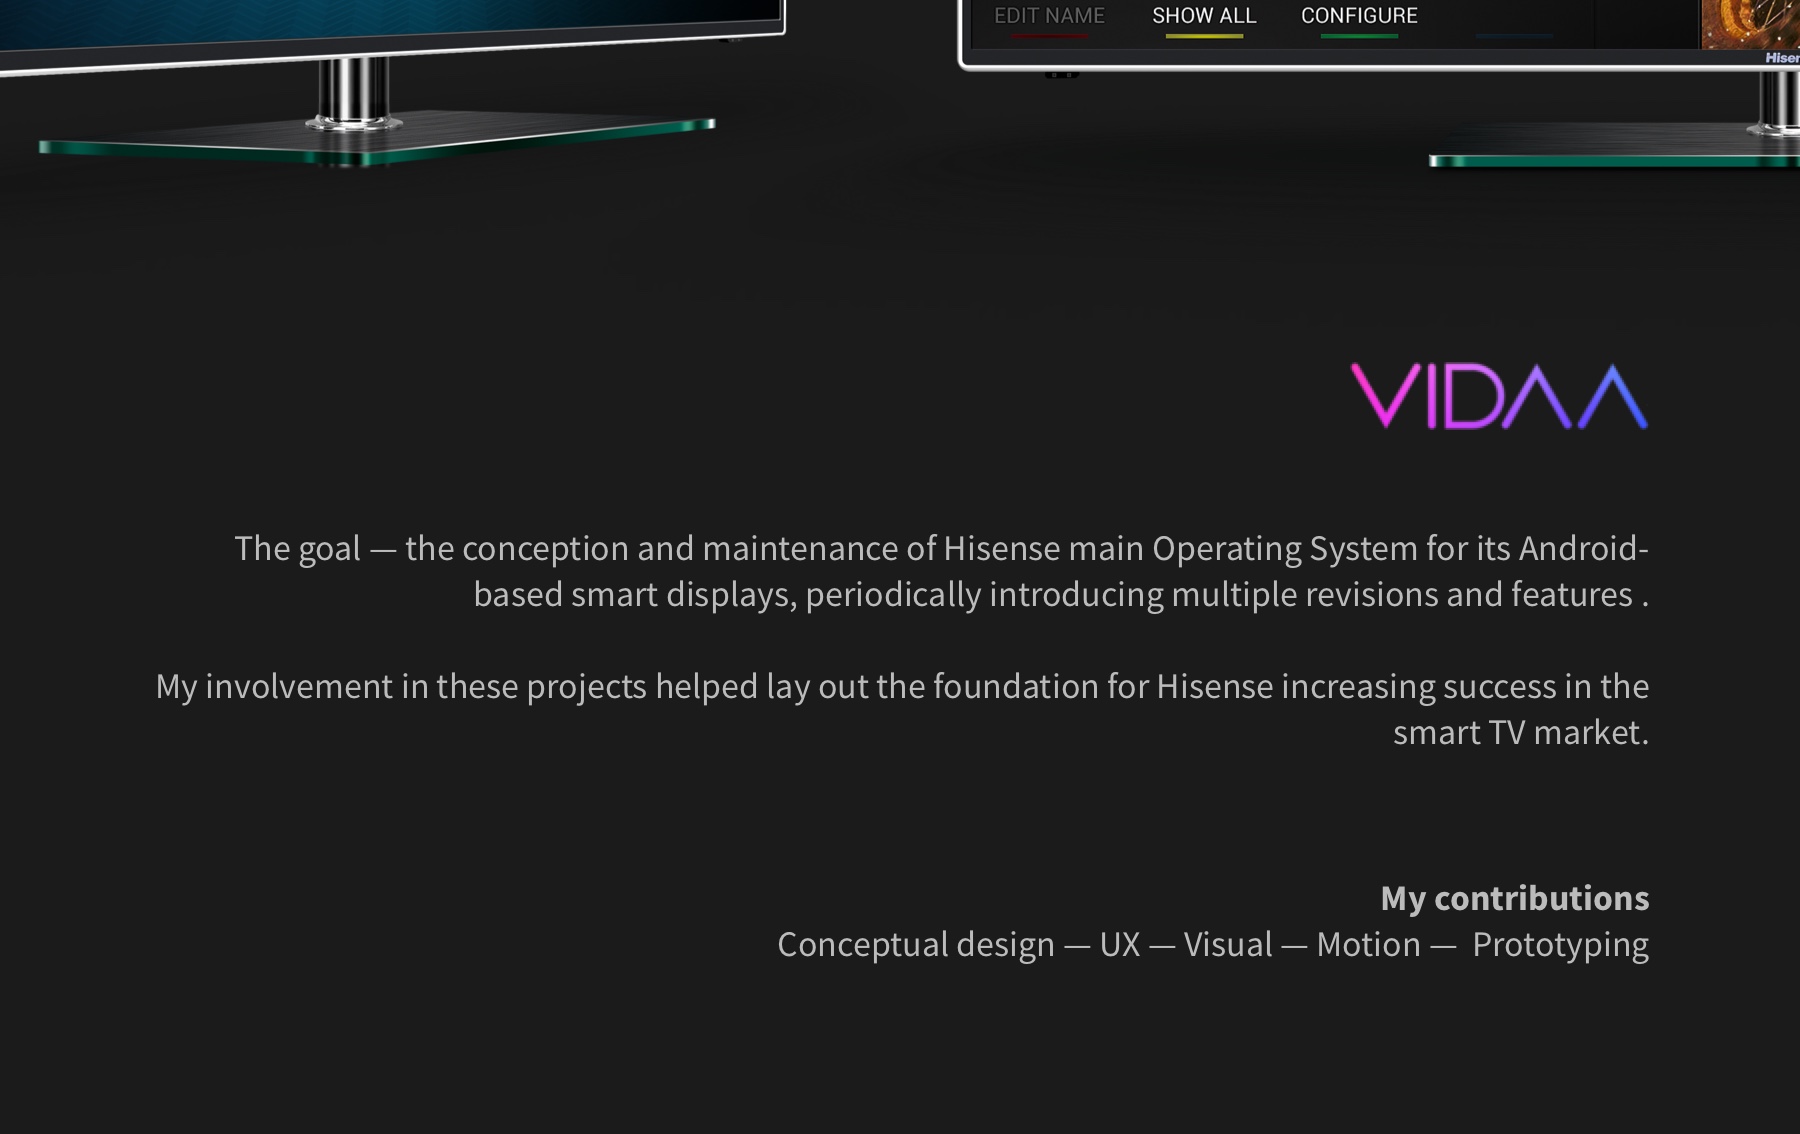 EDIT NAME SHOW ALL CONFIGURE
VIDAA
The goal — the conception and maintenance of Hisense main Operating System for its Android-
based smart displays, periodically introducing multiple revisions and features .
My involvement in these projects helped lay out the foundation for Hisense increasing success in the
smart TV market.
My contributions
Conceptual design — UX — Visual — Motion —  Prototyping